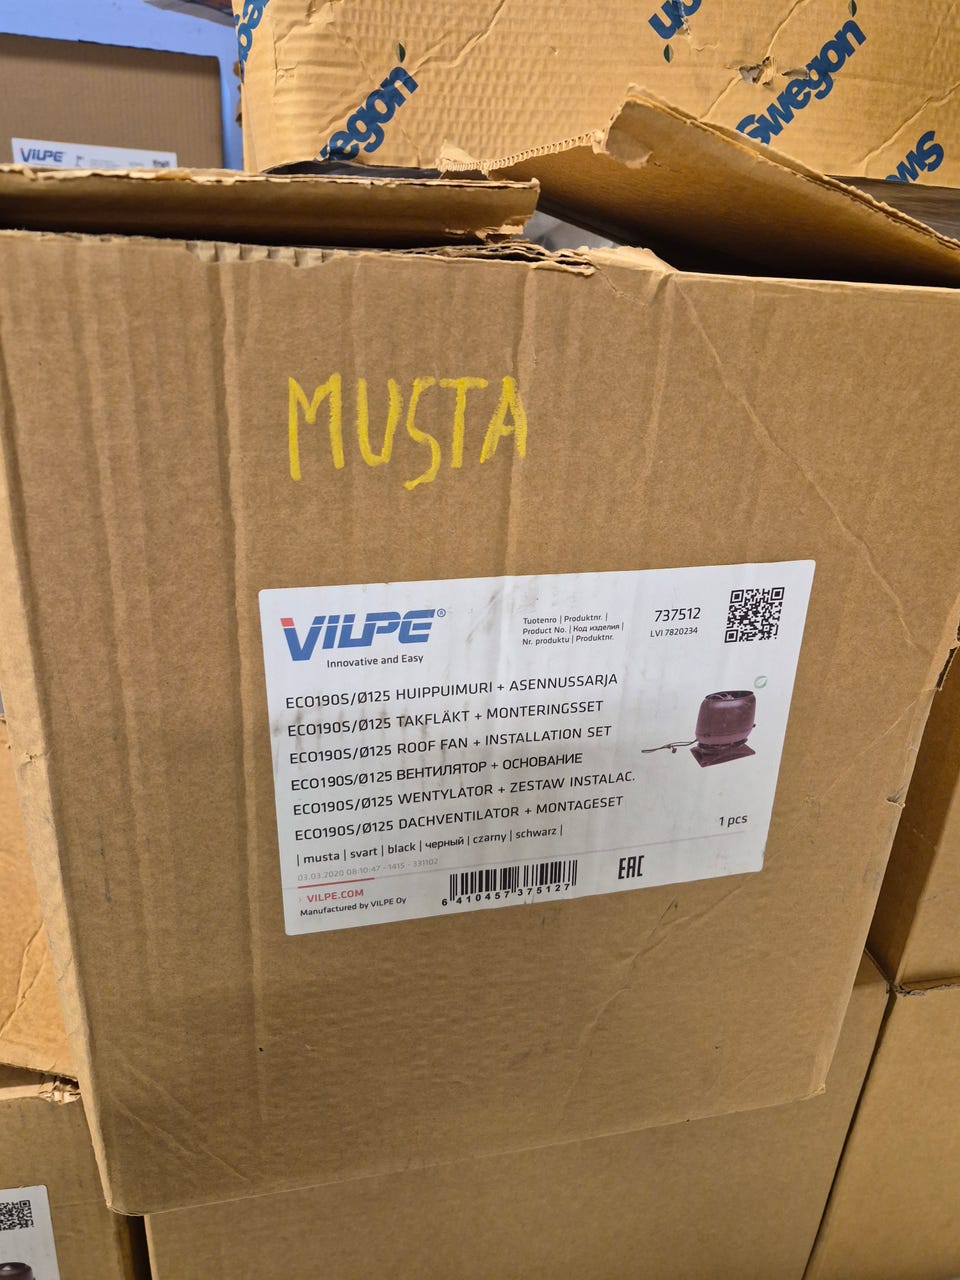 Swegon
VILPE
MUSTA
VILPE®
Innovative and Easy
Tuotenro | Produktnr. |
Product No. | Код изделия |
Nr. produktu | Produktnr.
737512
LVI 7820234
ECO190S/Ø125 HUIPPUIMURI + ASENNUSSARJA
ECO190S/Ø125 TAKFLÄKT + MONTERINGSSET
ECO190S/Ø125 ROOF FAN + INSTALLATION SET
ECO190S/Ø125 ВЕНТИЛЯТОР + ОСНОВАНИЕ
ECO190S/Ø125 WENTYLATOR + ZESTAW INSTALAC.
ECO190S/Ø125 DACHVENTILATOR + MONTAGESET
| musta | svart | black | черный | czarny | schwarz |
1 pcs
03.03.2020 08:10:47 - 1415 - 331102
VILPE.COM
Manufactured by VILPE Oy
6 410457 375127
EAC